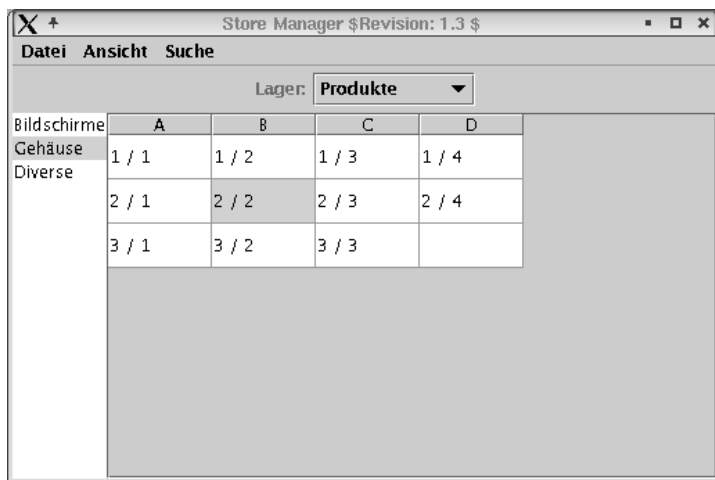 Store Manager $Revision: 1.3 $
Datei Ansicht Suche
Lager: Produkte
Bildschirme
Gehäuse
Diverse
A B C D
1 / 1 1 / 2 1 / 3 1 / 4
2 / 1 2 / 2 2 / 3 2 / 4
3 / 1 3 / 2 3 / 3